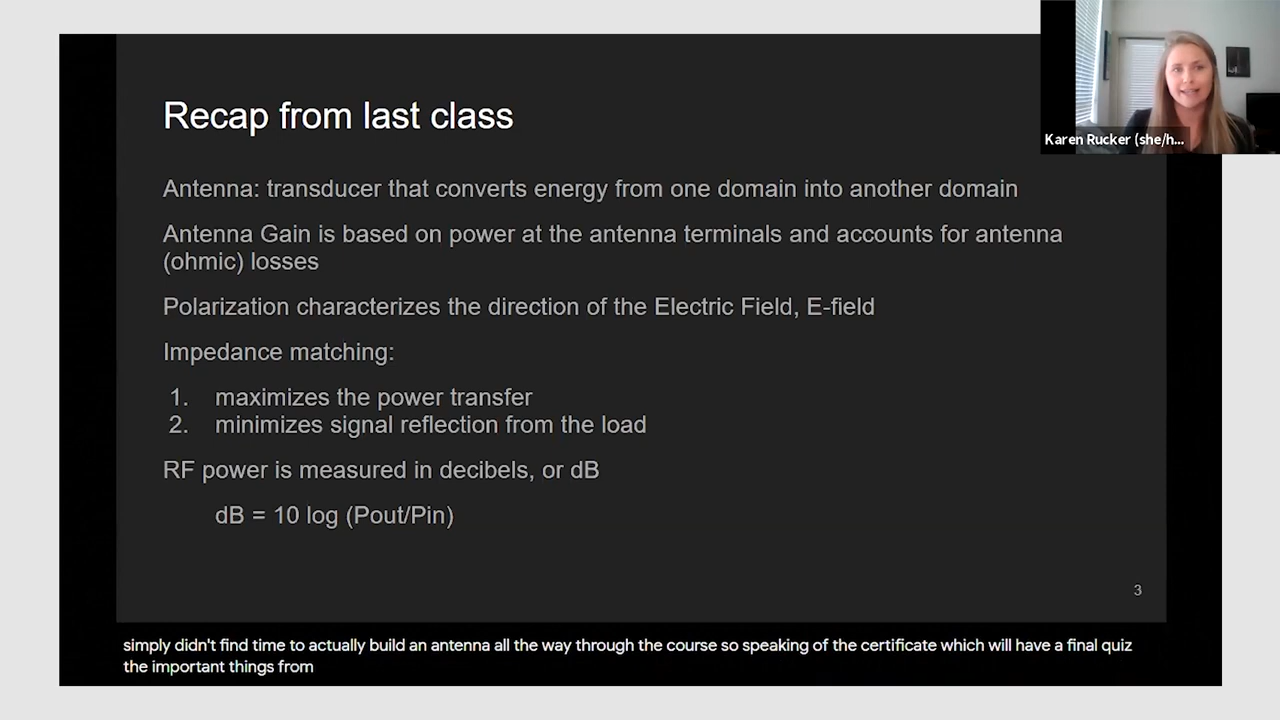 Recap from last class
Karen Rucker (she/h...
Antenna: transducer that converts energy from one domain into another domain
Antenna Gain is based on power at the antenna terminals and accounts for antenna
(ohmic) losses
Polarization characterizes the direction of the Electric Field, E-field
Impedance matching:
1. maximizes the power transfer
2. minimizes signal reflection from the load
RF power is measured in decibels, or dB
dB = 10 log (Pout/Pin)
3
simply didn't find time to actually build an antenna all the way through the course so speaking of the certificate which will have a final quiz
the important things from